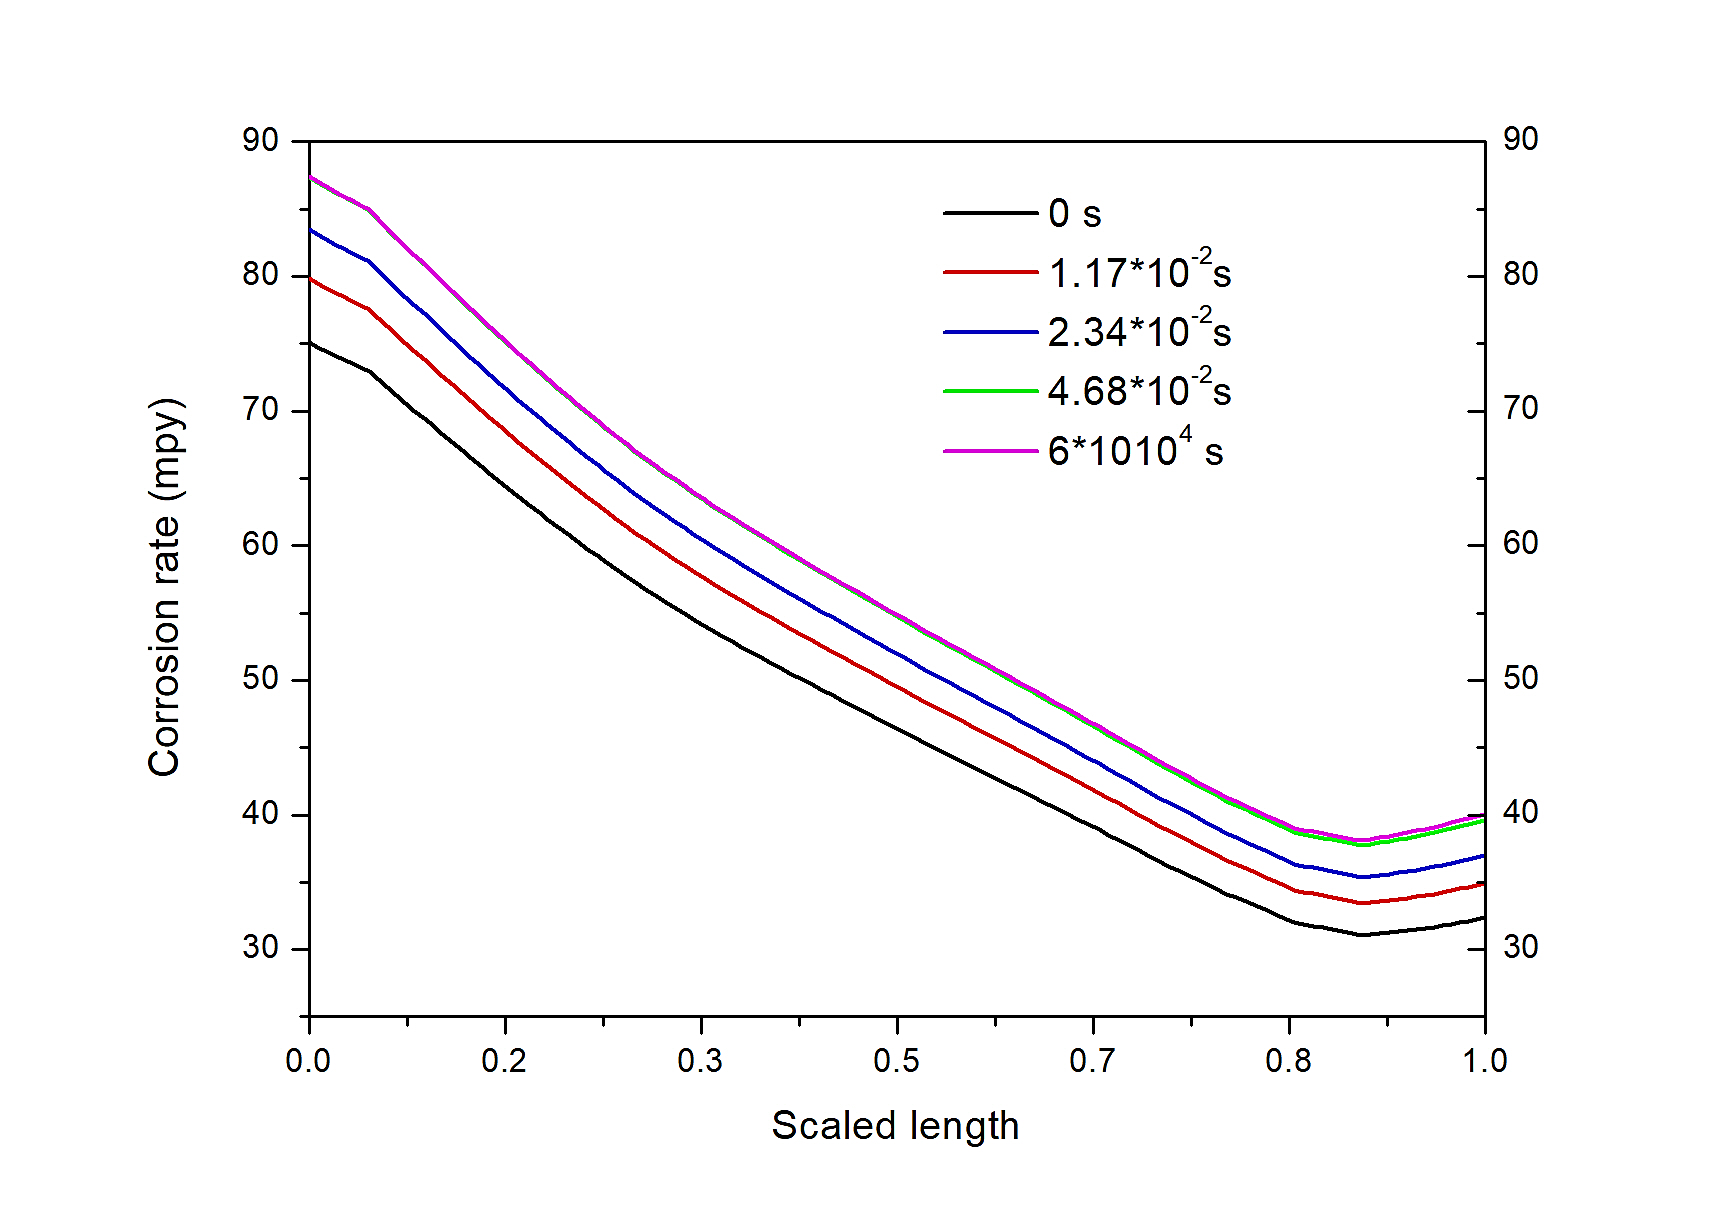 90
80
70
60
50
40
30
90
80
70
60
50
40
30
0 s
1.17*10⁻²s
2.34*10⁻²s
4.68*10⁻²s
6*1010⁴ s
Corrosion rate (mpy)
0.0 0.2 0.3 0.5 0.7 0.8 1.0
Scaled length